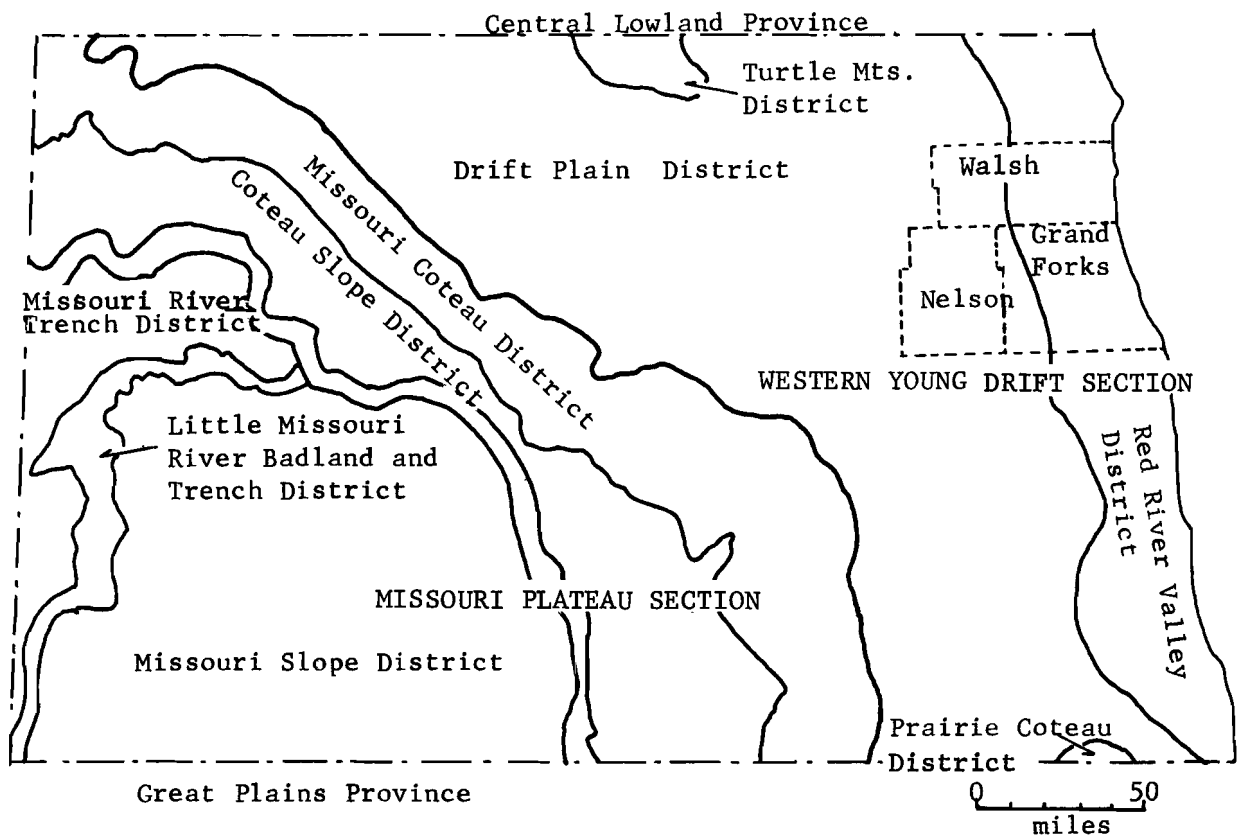 Central Lowland Province
Turtle Mts.
District
Drift Plain District
Walsh
Grand
Forks
Nelson
Missouri Coteau District
Coteau Slope District
Missouri River
Trench District
WESTERN YOUNG DRIFT SECTION
Little Missouri
River Badland and
Trench District
Red River Valley
District
MISSOURI PLATEAU SECTION
Missouri Slope District
Prairie Coteau
District
Great Plains Province
0 50
miles